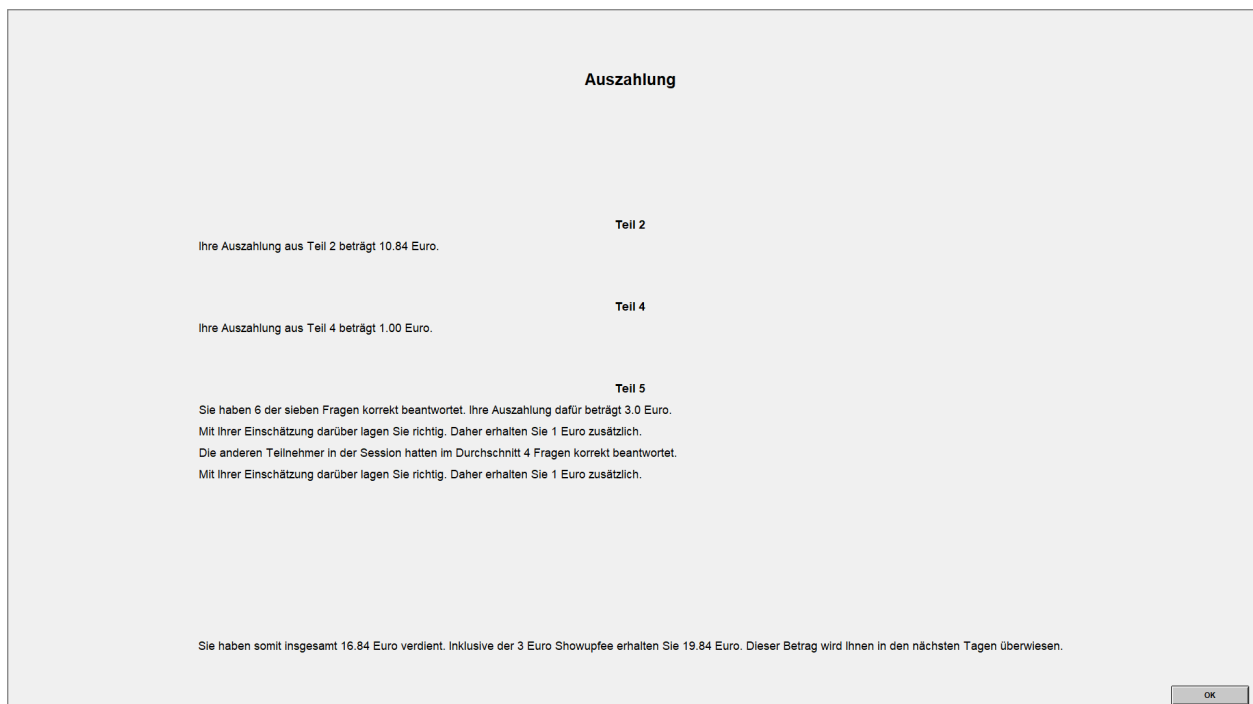 Auszahlung
Teil 2
Ihre Auszahlung aus Teil 2 beträgt 10.84 Euro.
Teil 4
Ihre Auszahlung aus Teil 4 beträgt 1.00 Euro.
Teil 5
Sie haben 6 der sieben Fragen korrekt beantwortet. Ihre Auszahlung dafür beträgt 3.0 Euro.
Mit Ihrer Einschätzung darüber lagen Sie richtig. Daher erhalten Sie 1 Euro zusätzlich.
Die anderen Teilnehmer in der Session hatten im Durchschnitt 4 Fragen korrekt beantwortet.
Mit Ihrer Einschätzung darüber lagen Sie richtig. Daher erhalten Sie 1 Euro zusätzlich.
Sie haben somit insgesamt 16.84 Euro verdient. Inklusive der 3 Euro Showupfee erhalten Sie 19.84 Euro. Dieser Betrag wird Ihnen in den nächsten Tagen überwiesen.
OK